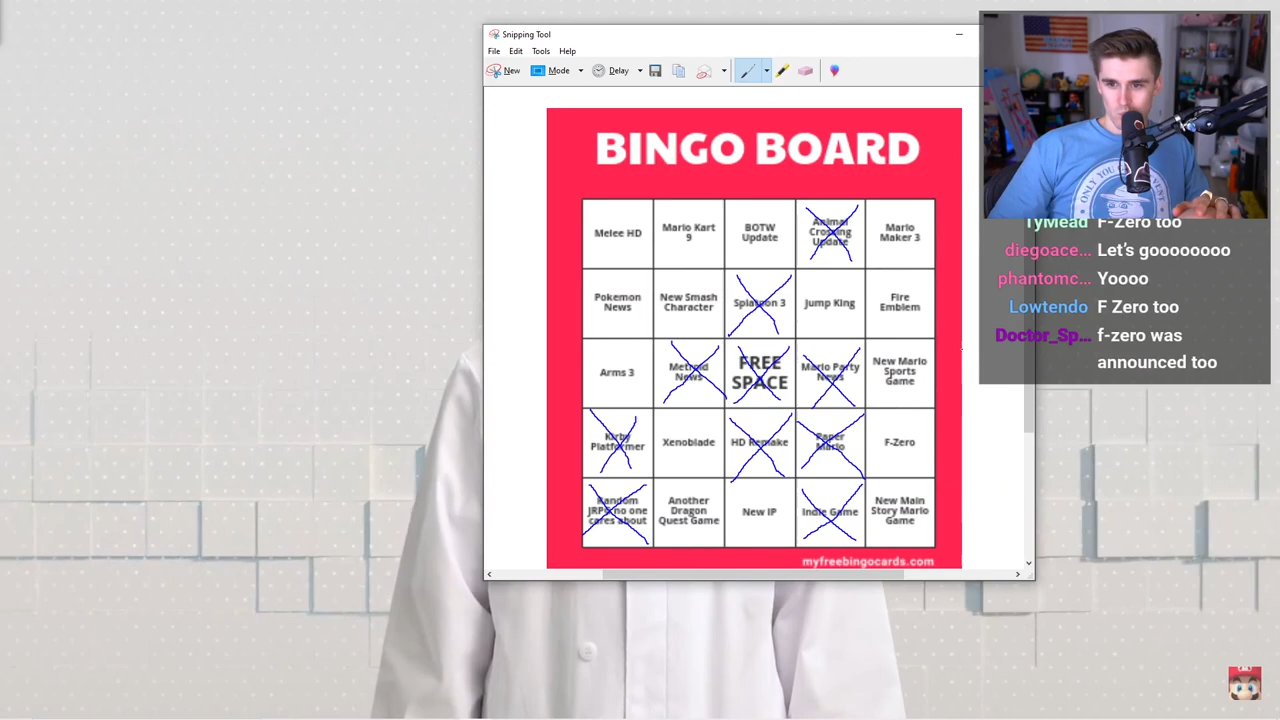 Snipping Tool
File Edit Tools Help
New Mode Delay
BINGO BOARD
Melee HD
Mario Kart
9
BOTW
Update
Animal
Crossing
Update
Mario
Maker 3
Pokemon
News
New Smash
Character
Splatoon 3
Jump King
Fire
Emblem
Arms 3
Metroid
News
FREE
SPACE
Mario Party
News
New Mario
Sports
Game
Kirby
Platformer
Xenoblade
HD Remake
Paper
Mario
F-Zero
Random
JRPG no one
cares about
Another
Dragon
Quest Game
New IP
Indie Game
New Main
Story Mario
Game
myfreebingocards.com
TyMead F-Zero too
diegoace... Let's goooooooo
phantomc... Yoooo
Lowtendo F Zero too
Doctor_Sp... f-zero was
announced too